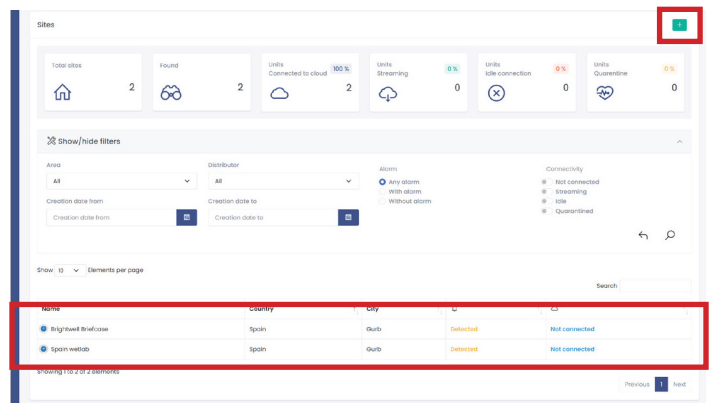 Sites
+
Total sites
2
Found
2
Units
Connected to cloud
100 %
2
Units
Streaming
0 %
0
Units
Idle connection
0 %
0
Units
Quarantine
0 %
0
Show/hide filters
Area
All
Distributor
All
Alarm
Any alarm
With alarm
Without alarm
Connectivity
Not connected
Streaming
Idle
Quarantined
Creation date from
Creation date from
Creation date to
Creation date to
Show 10 Elements per page
Search
Name Country City
Brightwell Briefcase Spain Gurb Detected Not connected
Spain wetlab Spain Gurb Detected Not connected
Showing 1 to 2 of 2 elements
Previous 1 Next